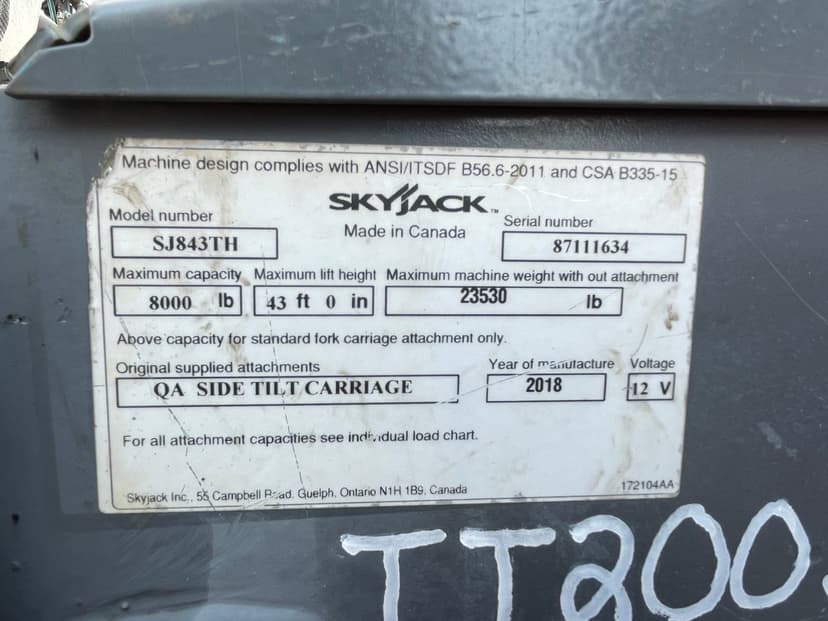 Machine design complies with ANSI/ITSDF B56.6-2011 and CSA B335-15
SKYJACK™
Made in Canada
Model number
SJ843TH
Serial number
87111634
Maximum capacity
8000 lb
Maximum lift height
43 ft 0 in
Maximum machine weight with out attachment
23530 lb
Above capacity for standard fork carriage attachment only.
Original supplied attachments
QA SIDE TILT CARRIAGE
Year of manufacture
2018
Voltage
12 V
For all attachment capacities see individual load chart.
Skyjack Inc., 55 Campbell Road, Guelph, Ontario N1H 1B9, Canada
172104AA
TT200